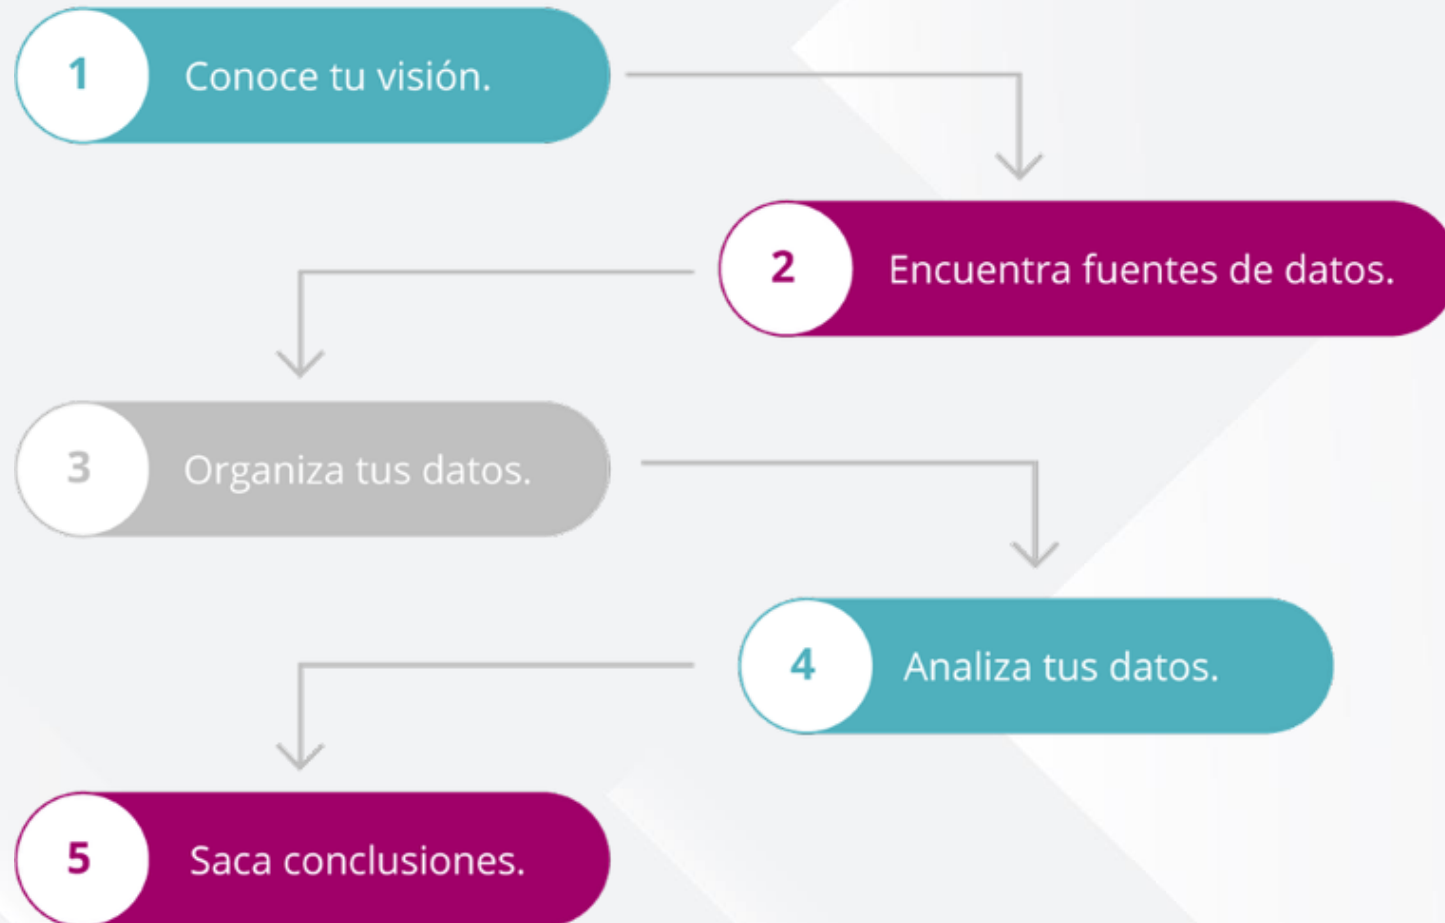 1 Conoce tu visión.
2 Encuentra fuentes de datos.
3 Organiza tus datos.
4 Analiza tus datos.
5 Saca conclusiones.